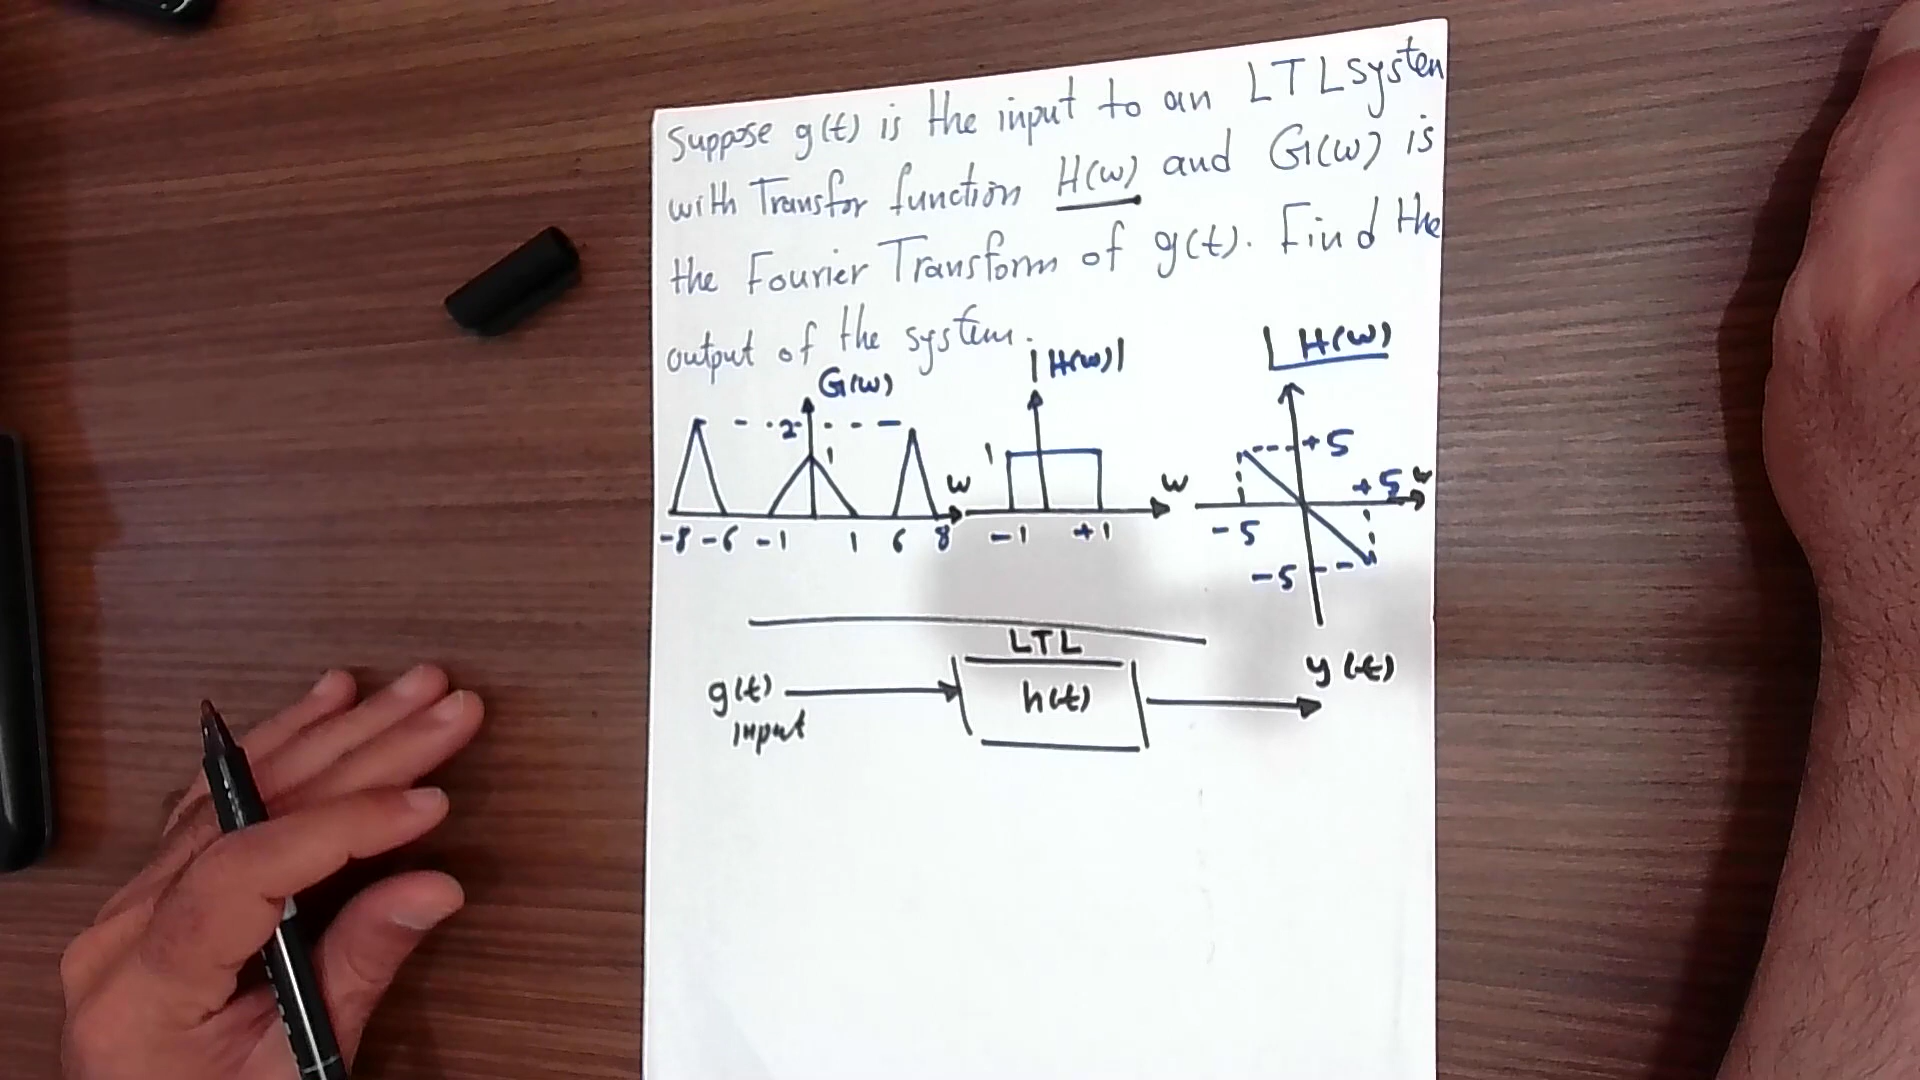 Suppose g(t) is the input to an LTL system
with Transfor function H(w) and G(w) is
the Fourier Transform of g(t). Find the
output of the system.
G(w)
2
1
w
-8 -6 -1 1 6 8
|H(w)|
1
w
-1 +1
H(w)
+5
+5
-5
-5
LTL
g(t)
input
h(t)
y(t)